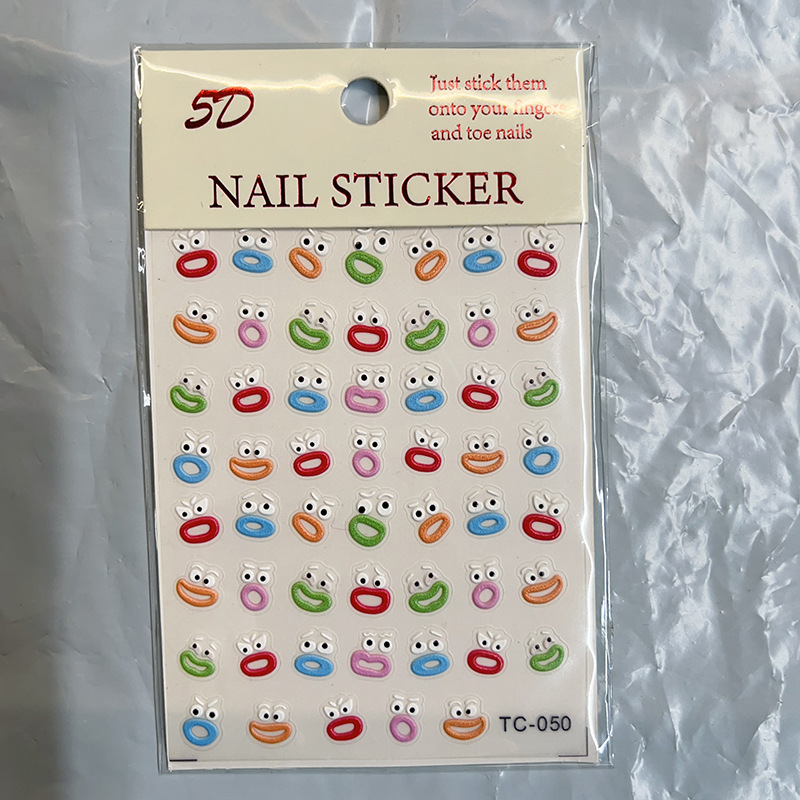 5D
Just stick them
onto your fingers
and toe nails
NAIL STICKER
TC-050